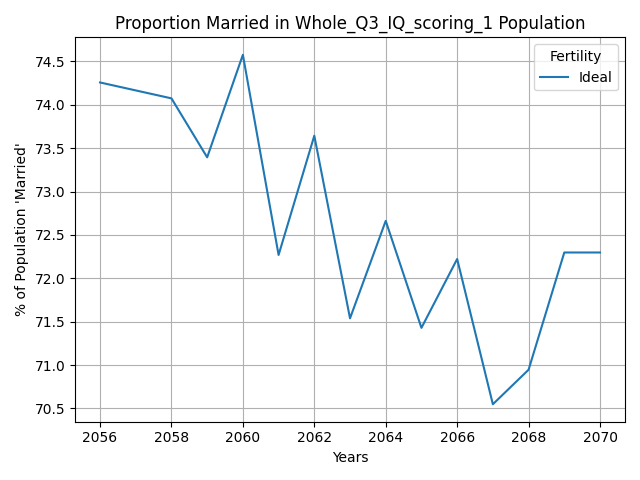 Proportion Married in Whole_Q3_IQ_scoring_1 Population
Fertility
Ideal
% of Population 'Married'
74.5
74.0
73.5
73.0
72.5
72.0
71.5
71.0
70.5
2056 2058 2060 2062 2064 2066 2068 2070
Years